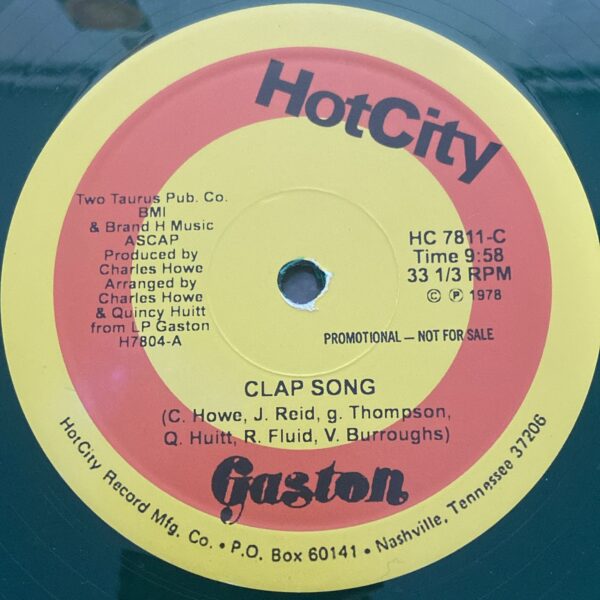 HotCity
Two Taurus Pub. Co.
BMI
& Brand H Music
ASCAP
Produced by
Charles Howe
Arranged by
Charles Howe
& Quincy Huitt
from LP Gaston
H7804-A
HC 7811-C
Time 9:58
33 1/3 RPM
© ℗ 1978
PROMOTIONAL — NOT FOR SALE
CLAP SONG
(C. Howe, J. Reid, g. Thompson,
Q. Huitt, R. Fluid, V. Burroughs)
Gaston
HotCity Record Mfg. Co. • P.O. Box 60141 • Nashville, Tennessee 37206